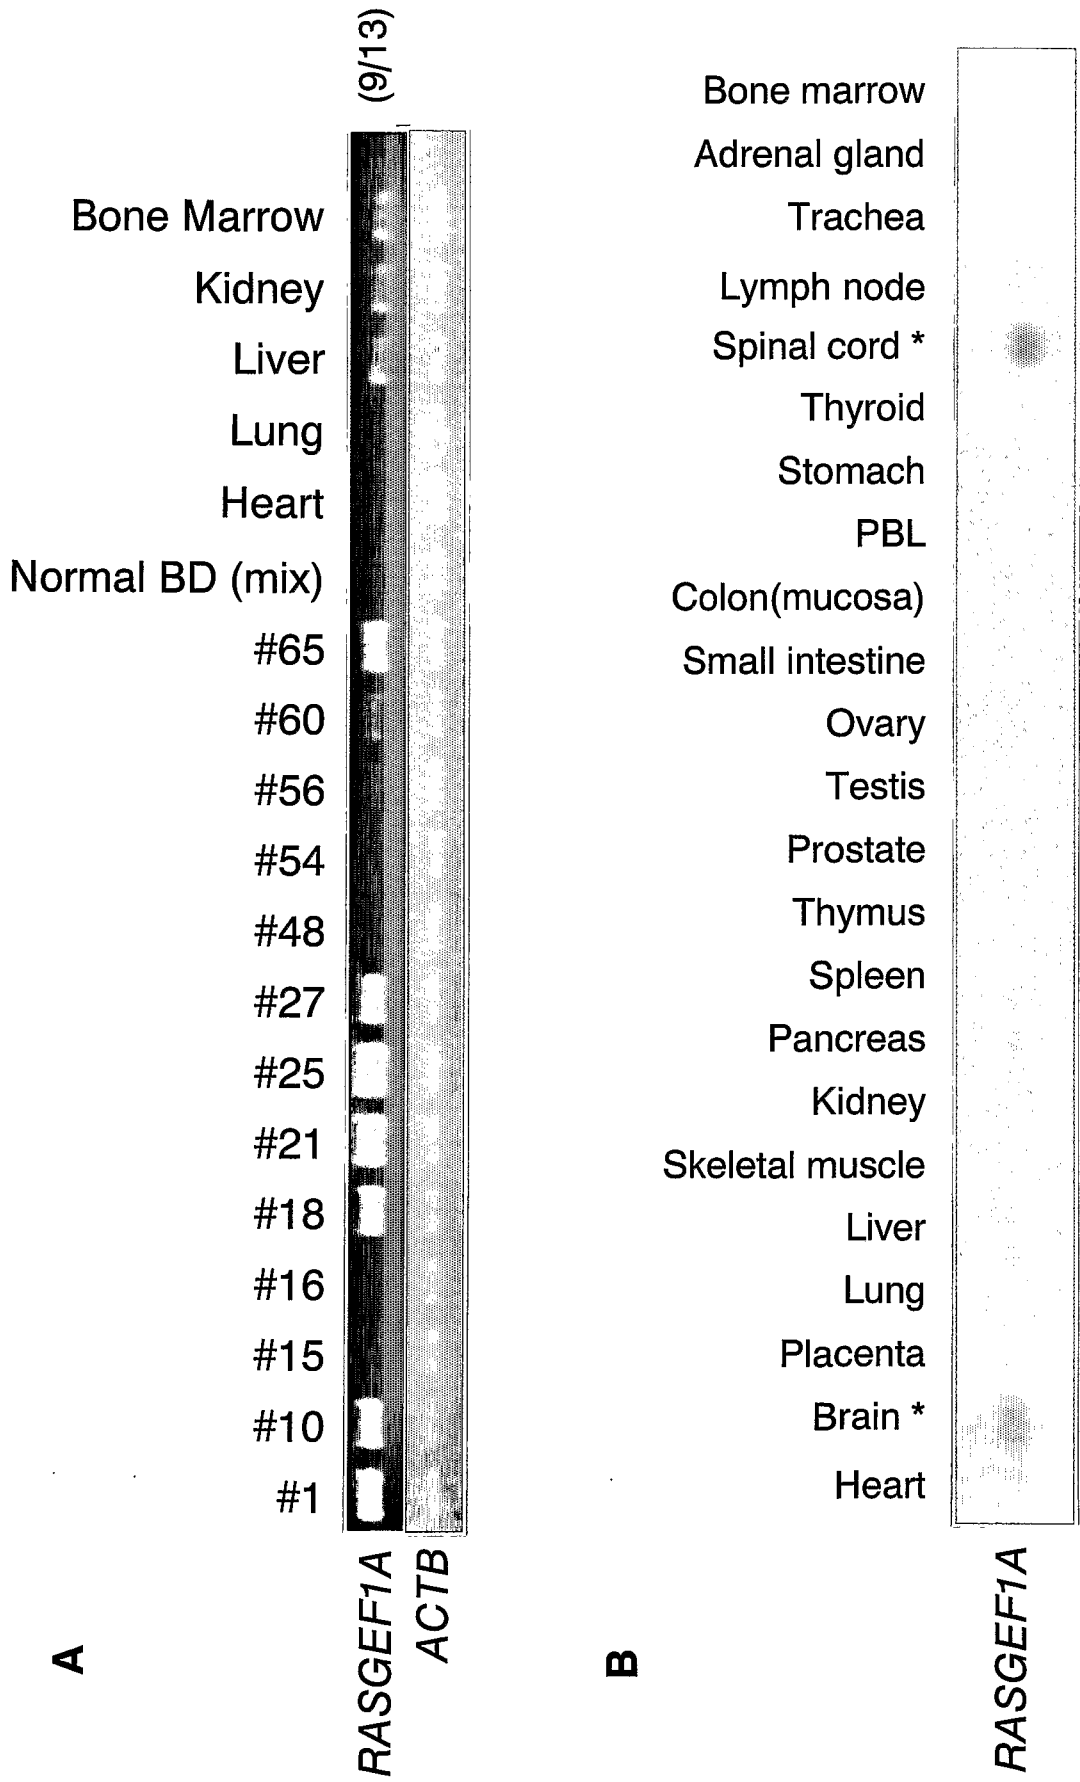 A
#1
#10
#15
#16
#18
#21
#25
#27
#48
#54
#56
#60
#65
Normal BD (mix)
Heart
Lung
Liver
Kidney
Bone Marrow
RASGEF1A
(9/13)
ACTB
B
Heart
Brain *
Placenta
Lung
Liver
Skeletal muscle
Kidney
Pancreas
Spleen
Thymus
Prostate
Testis
Ovary
Small intestine
Colon(mucosa)
PBL
Stomach
Thyroid
Spinal cord *
Lymph node
Trachea
Adrenal gland
Bone marrow
RASGEF1A